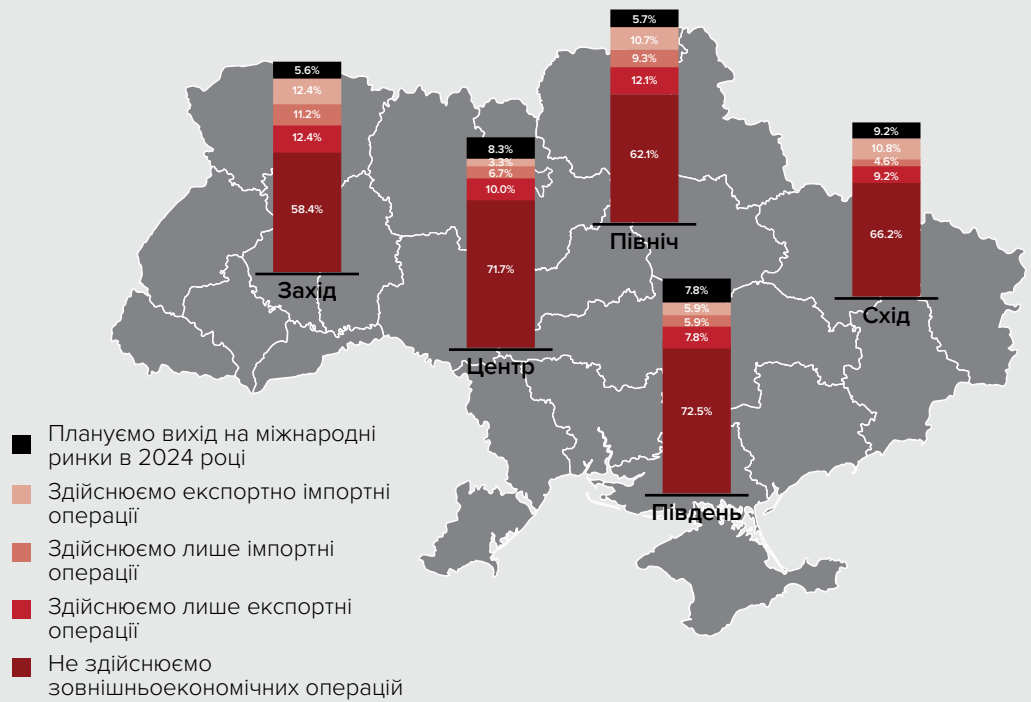 5.7%
10.7%
9.3%
12.1%
62.1%
Північ
5.6%
12.4%
11.2%
12.4%
58.4%
Захід
8.3%
3.3%
6.7%
10.0%
71.7%
Центр
9.2%
10.8%
4.6%
9.2%
66.2%
Схід
7.8%
5.9%
5.9%
7.8%
72.5%
Південь
Плануємо вихід на міжнародні
ринки в 2024 році
Здійснюємо експортно імпортні
операції
Здійснюємо лише імпортні
операції
Здійснюємо лише експортні
операції
Не здійснюємо
зовнішньоекономічних операцій